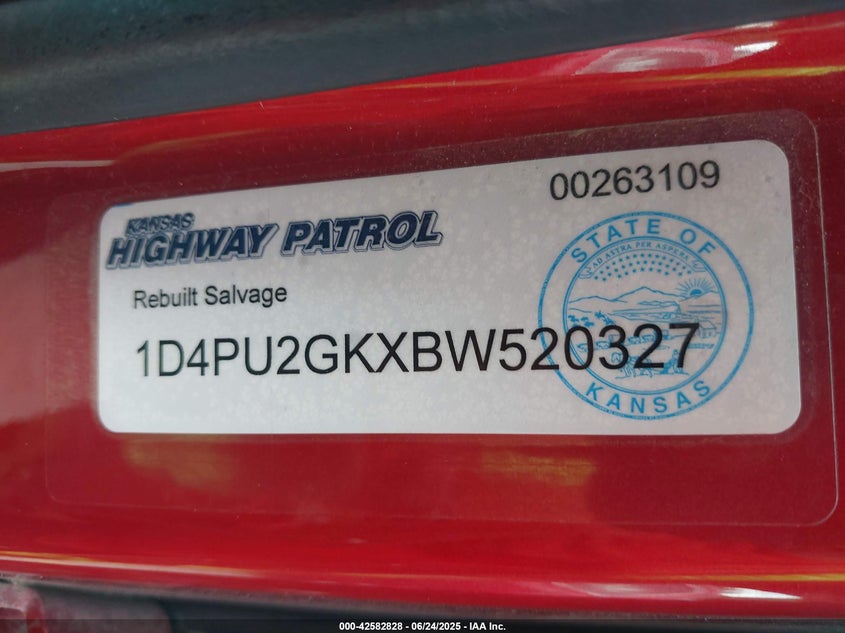 00263109
KANSAS
HIGHWAY PATROL
STATE OF
AD ASTRA PER ASPERA
Rebuilt Salvage
1D4PU2GKXBW520327
KANSAS
000-42582828 - 06/24/2025 - IAA Inc.